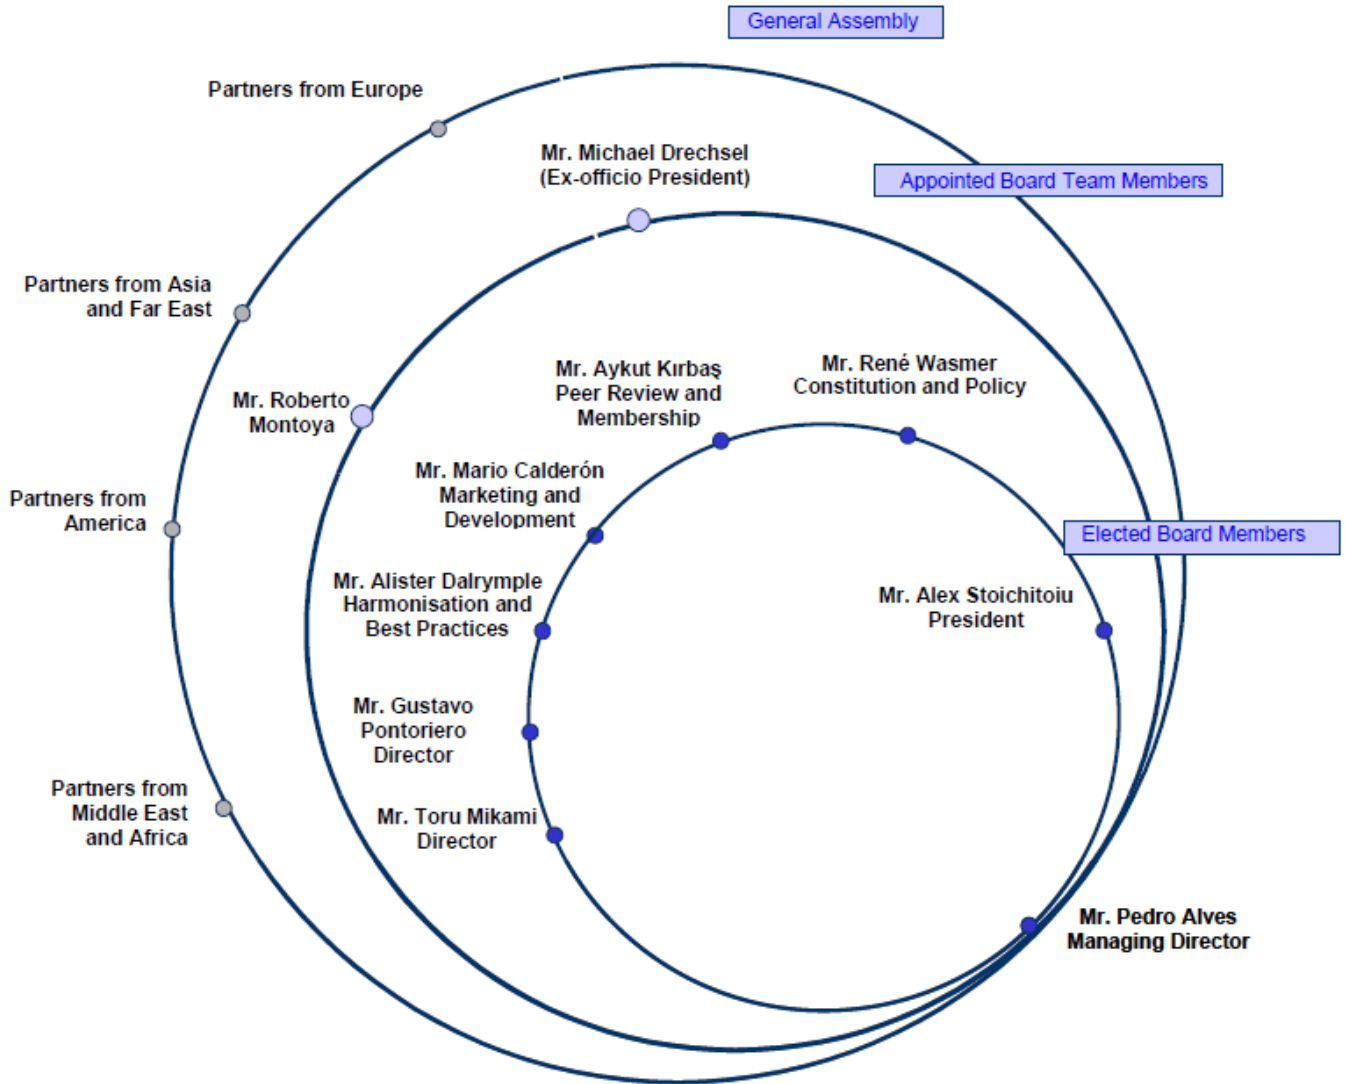 General Assembly
Partners from Europe
Mr. Michael Drechsel
(Ex-officio President)
Appointed Board Team Members
Partners from Asia
and Far East
Mr. Aykut Kırbaş
Peer Review and
Membership
Mr. René Wasmer
Constitution and Policy
Mr. Roberto
Montoya
Mr. Mario Calderón
Marketing and
Development
Partners from
America
Elected Board Members
Mr. Alister Dalrymple
Harmonisation and
Best Practices
Mr. Alex Stoichitoiu
President
Mr. Gustavo
Pontoriero
Director
Partners from
Middle East
and Africa
Mr. Toru Mikami
Director
Mr. Pedro Alves
Managing Director